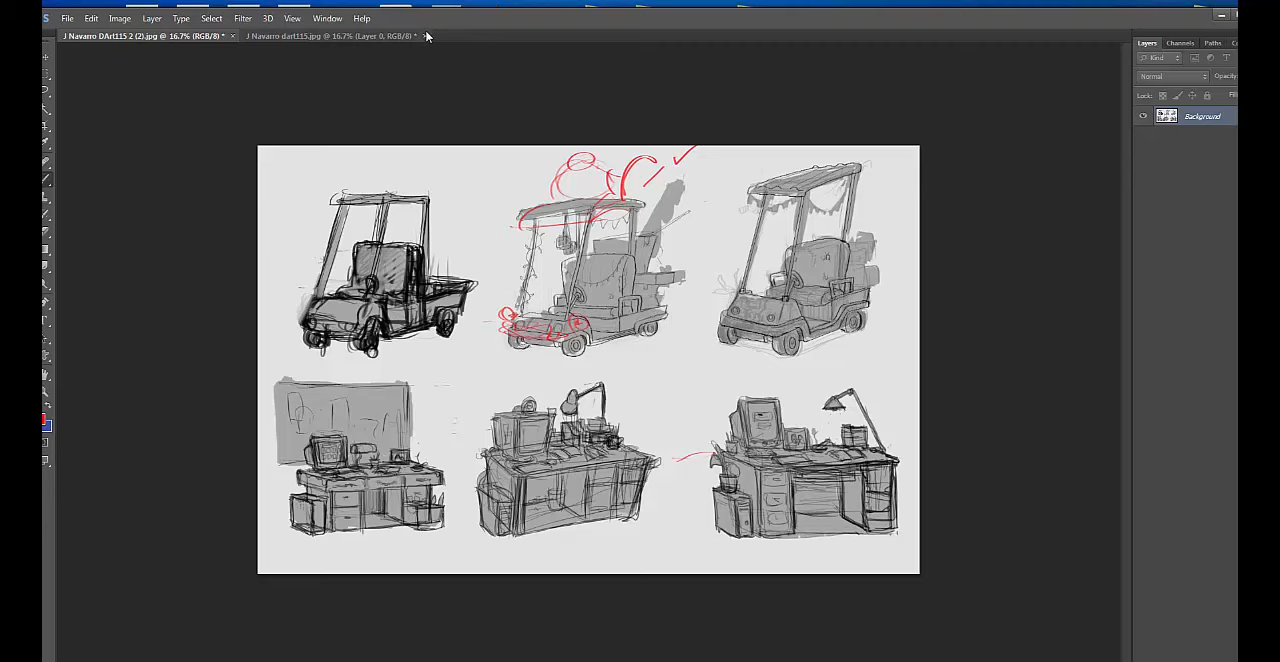 File Edit Image Layer Type Select Filter 3D View Window Help
J Navarro DArt115 2 (2).jpg @ 16.7% (RGB/8) * × J Navarro dart115.jpg @ 16.7% (Layer 0, RGB/8) *
Layers Channels Paths
Kind
Normal Opacity
Lock:
Background